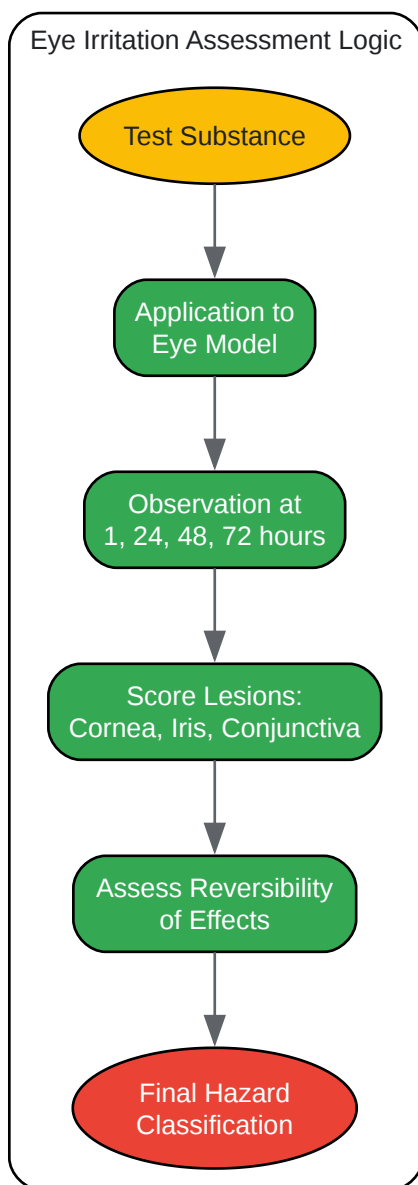 Eye Irritation Assessment Logic
Test Substance
Application to
Eye Model
Observation at
1, 24, 48, 72 hours
Score Lesions:
Cornea, Iris, Conjunctiva
Assess Reversibility
of Effects
Final Hazard
Classification